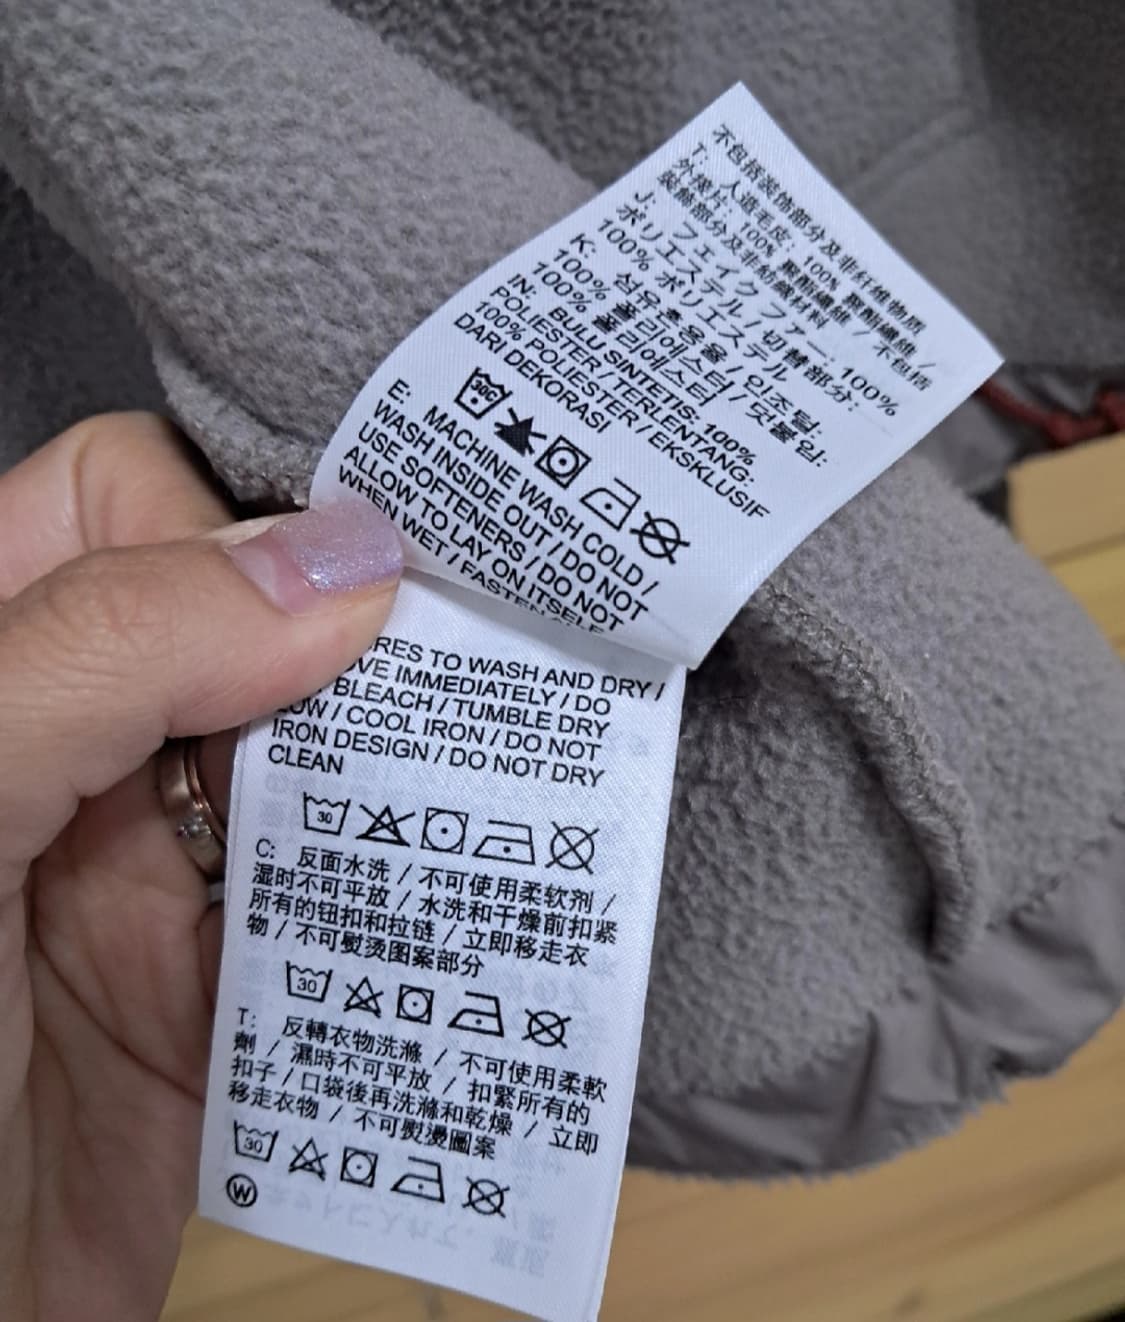 不包括装饰部分及非纤维物质
T: 人造毛皮: 100% 聚酯纖維 /
外接片: 100% 聚酯纖維 / 不包括
裝飾部分及非紡織材料
J: フェイクファー. 100%
ポリエステル / 切替部分:
100% ポリエステル
K: 섬유혼용율 / 인조털:
100% 폴리에스터 / 덧붙임:
100% 폴리에스터
IN: BULU SINTETIS: 100%
POLIESTER / TERLENTANG:
100% POLIESTER / EKSKLUSIF
DARI DEKORASI
30C
E: MACHINE WASH COLD /
WASH INSIDE OUT / DO NOT
USE SOFTENERS / DO NOT
ALLOW TO LAY ON ITSELF
WHEN WET / FASTEN
RES TO WASH AND DRY /
VE IMMEDIATELY / DO
BLEACH / TUMBLE DRY
OW / COOL IRON / DO NOT
IRON DESIGN / DO NOT DRY
CLEAN
30
C: 反面水洗 / 不可使用柔软剂 /
湿时不可平放 / 水洗和干燥前扣紧
所有的钮扣和拉链 / 立即移走衣
物 / 不可熨烫图案部分
30
T: 反轉衣物洗滌 / 不可使用柔軟
劑 / 濕時不可平放 / 扣緊所有的
扣子 / 口袋後再洗滌和乾燥 / 立即
移走衣物 / 不可熨燙圖案
30
W